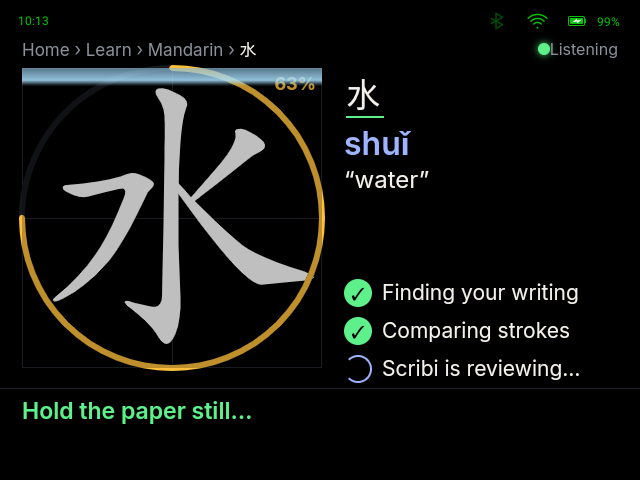 10:13
99%
Home › Learn › Mandarin › 水
Listening
63%
水
水
shuǐ
“water”
✓ Finding your writing
✓ Comparing strokes
Scribi is reviewing...
Hold the paper still...